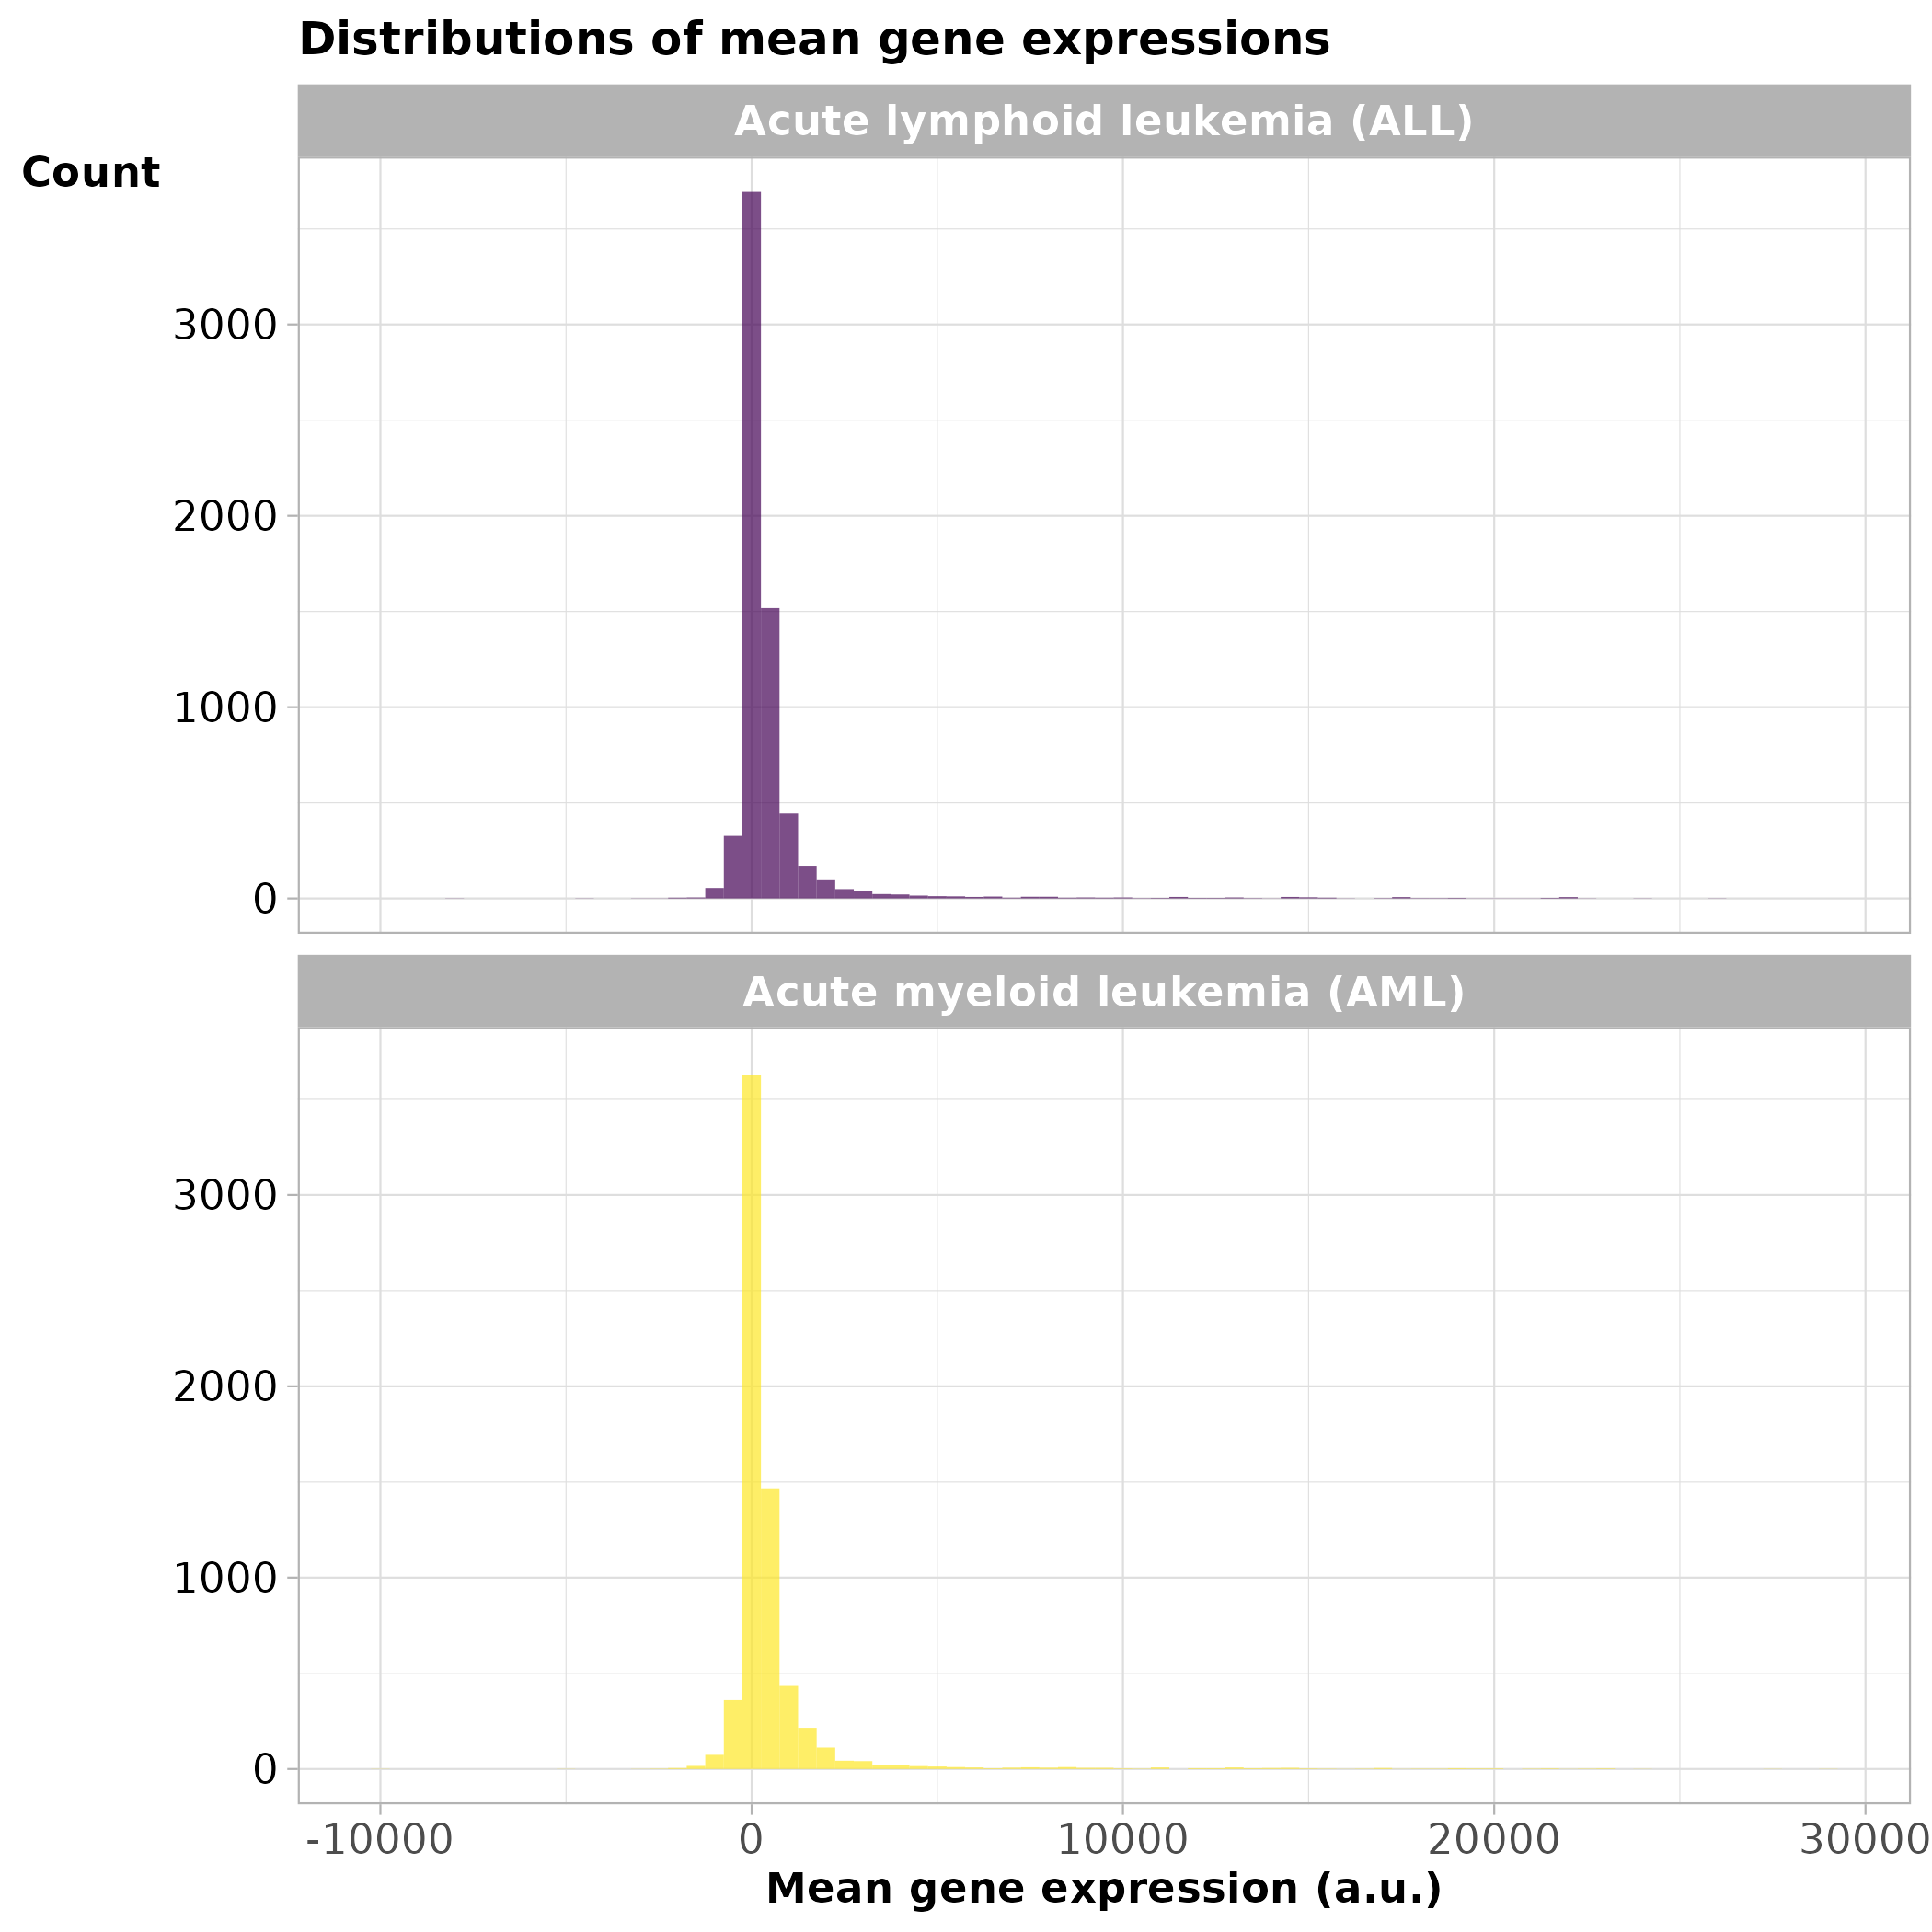 Distributions of mean gene expressions
Acute lymphoid leukemia (ALL)
Count
3000
2000
1000
0
Acute myeloid leukemia (AML)
3000
2000
1000
0
-10000 0 10000 20000 30000
Mean gene expression (a.u.)